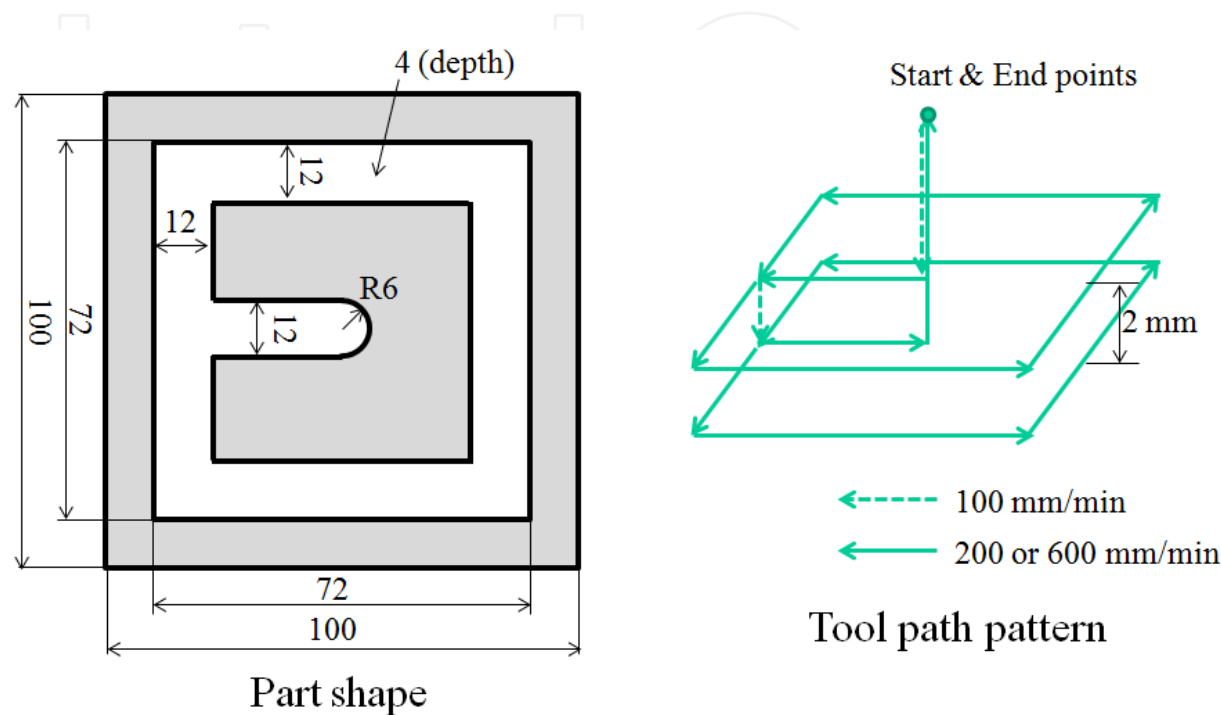 4 (depth)
12
12
R6
12
100
72
72
100
Part shape
Start & End points
2 mm
100 mm/min
200 or 600 mm/min
Tool path pattern